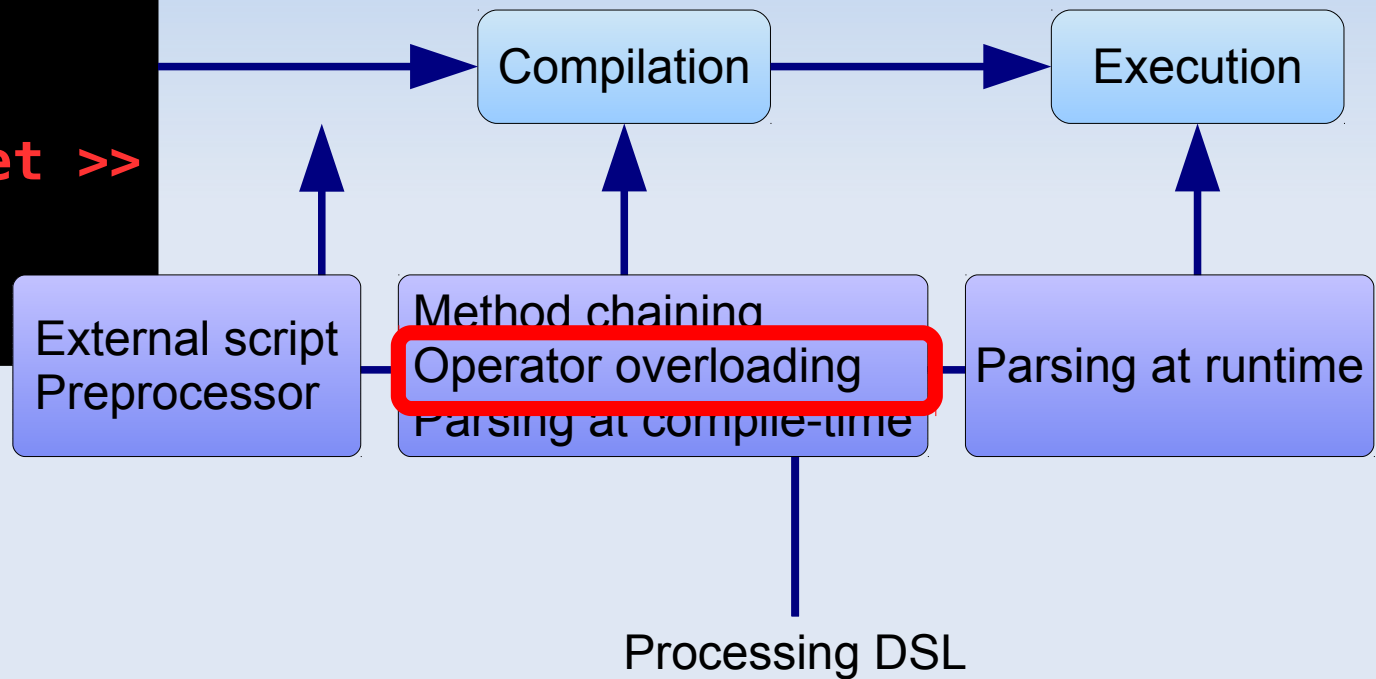 Compilation
Execution
et >>
External script
Preprocessor
Method chaining
Operator overloading
Parsing at compile-time
Parsing at runtime
Processing DSL